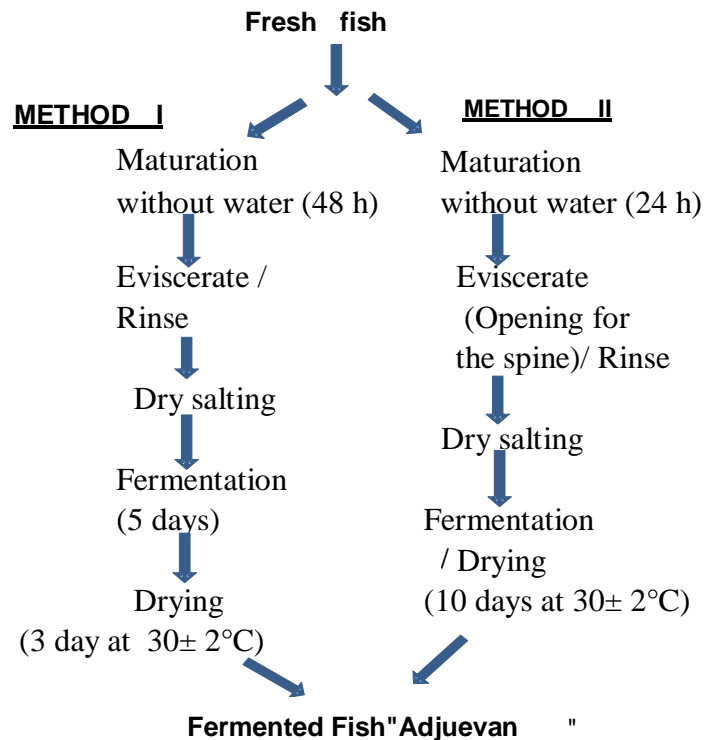 Fresh fish
METHOD I
Maturation
without water (48 h)
Eviscerate /
Rinse
Dry salting
Fermentation
(5 days)
Drying
(3 day at 30± 2°C)
METHOD II
Maturation
without water (24 h)
Eviscerate
(Opening for
the spine)/ Rinse
Dry salting
Fermentation
/ Drying
(10 days at 30± 2°C)
Fermented Fish"Adjuevan "